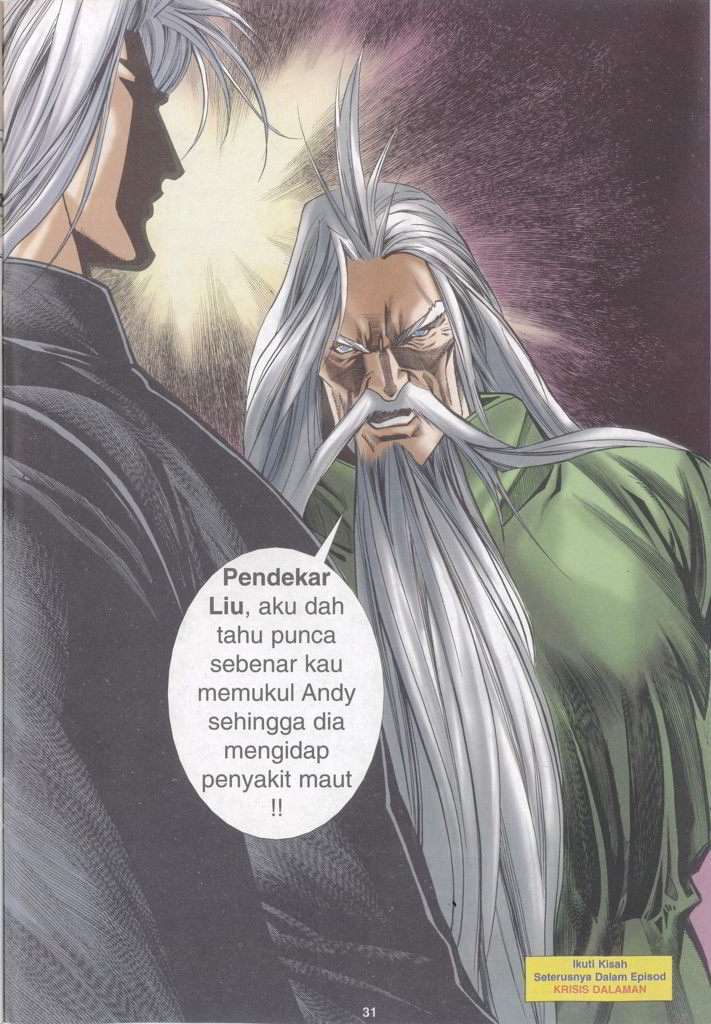 Pendekar
Liu, aku dah
tahu punca
sebenar kau
memukul Andy
sehingga dia
mengidap
penyakit maut
!!
Ikuti Kisah
Seterusnya Dalam Episod
KRISIS DALAMAN
31